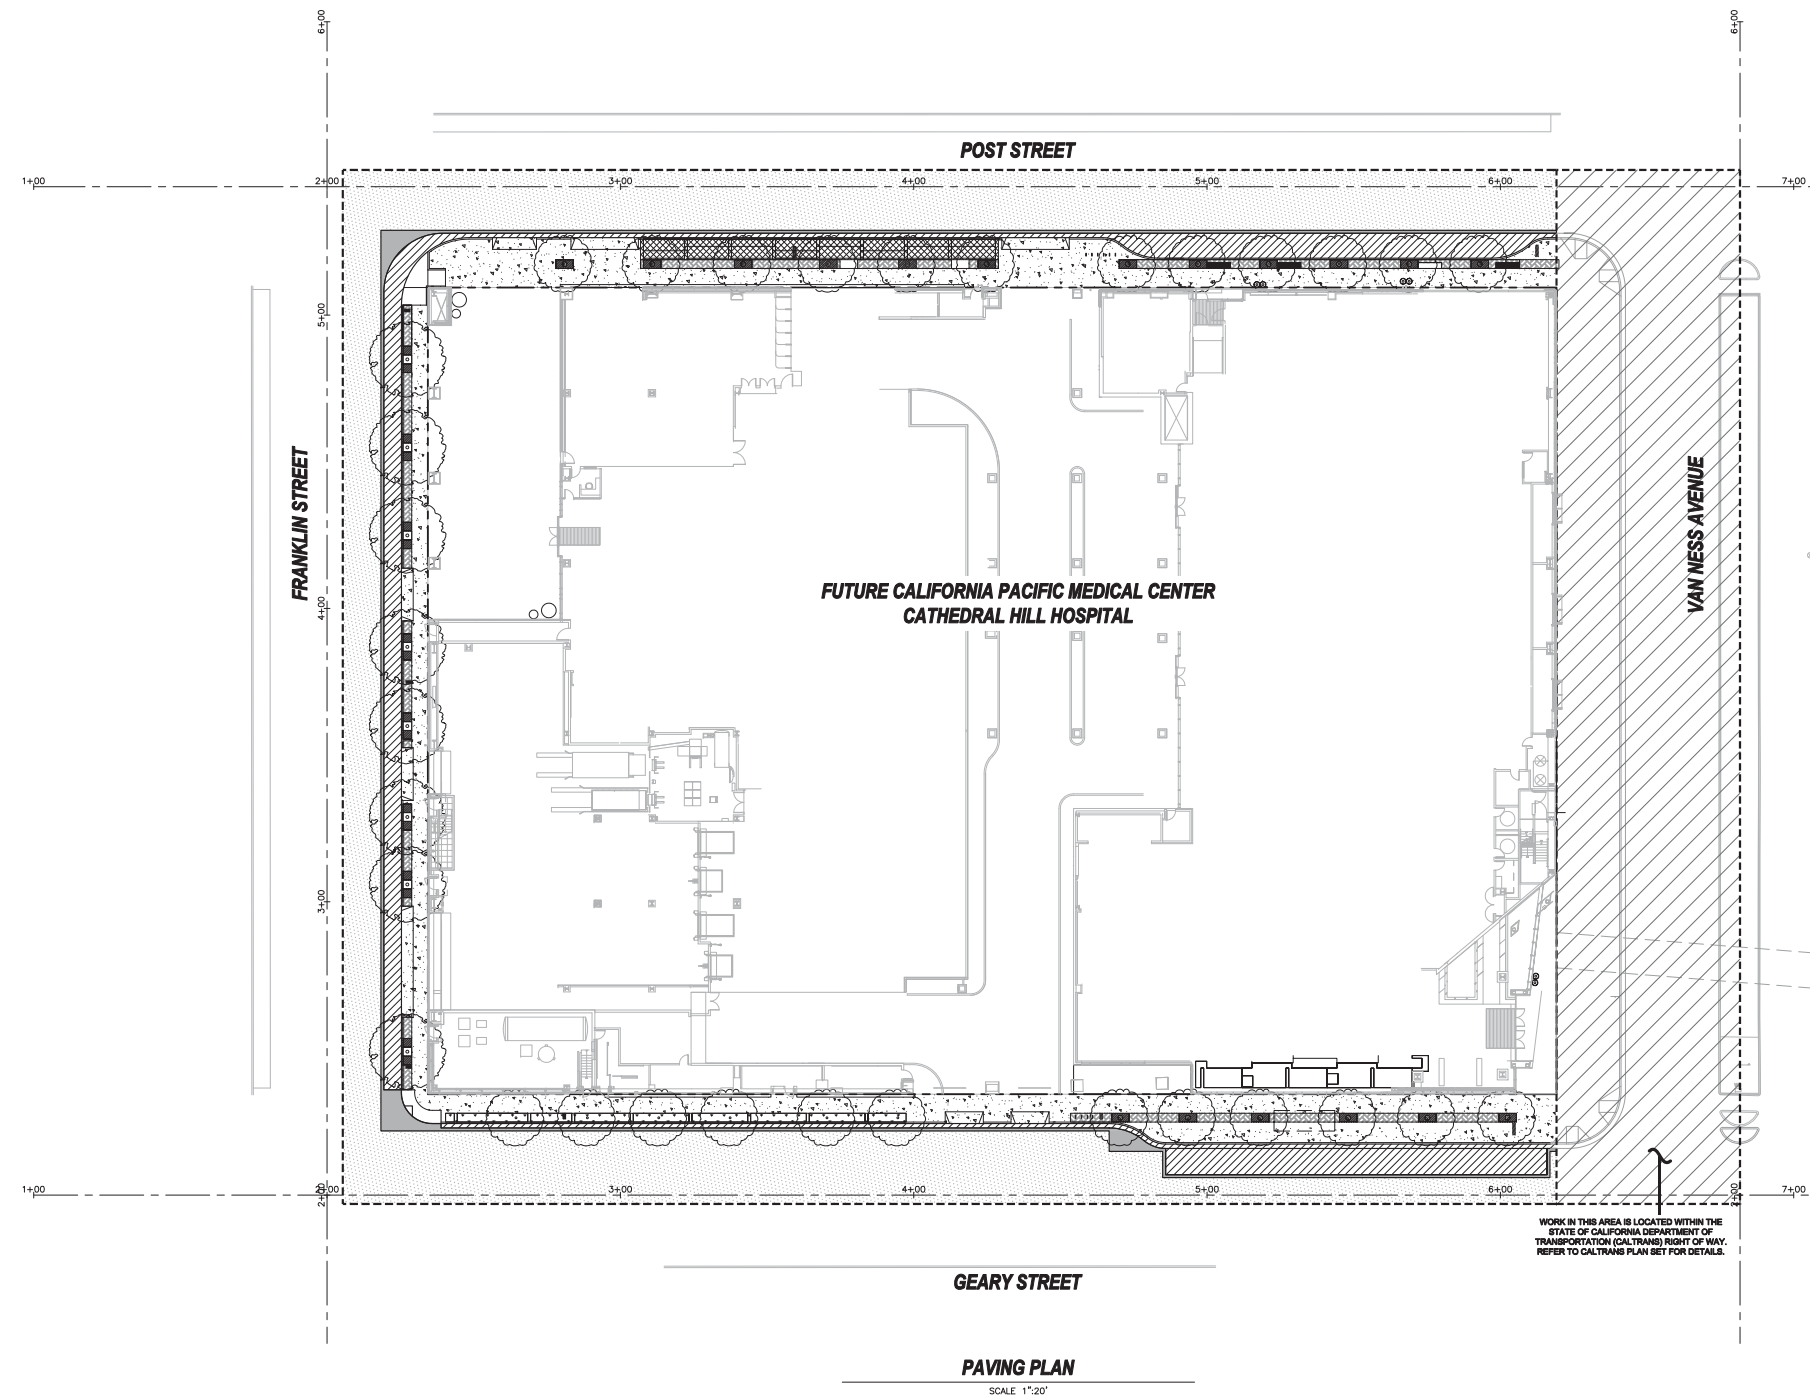 6+00
6+00
POST STREET
1+00
2+00
3+00
4+00
5+00
6+00
7+00
5+00
FRANKLIN STREET
VAN NESS AVENUE
FUTURE CALIFORNIA PACIFIC MEDICAL CENTER
CATHEDRAL HILL HOSPITAL
4+00
3+00
1+00
2+00
3+00
4+00
5+00
6+00
2+00
7+00
WORK IN THIS AREA IS LOCATED WITHIN THE
STATE OF CALIFORNIA DEPARTMENT OF
TRANSPORTATION (CALTRANS) RIGHT OF WAY.
REFER TO CALTRANS PLAN SET FOR DETAILS.
GEARY STREET
PAVING PLAN
SCALE 1":20'